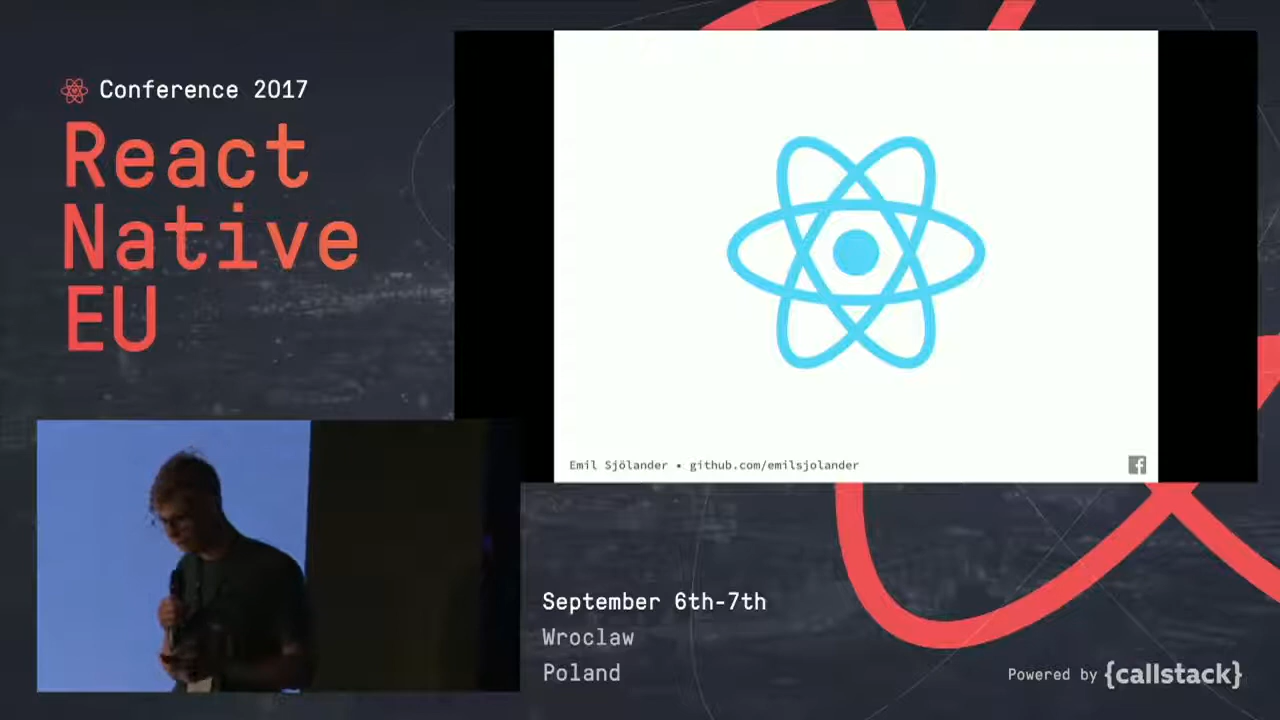 Conference 2017
React
Native
EU
Emil Sjölander • github.com/emilsjolander
September 6th-7th
Wroclaw
Poland
Powered by {callstack}